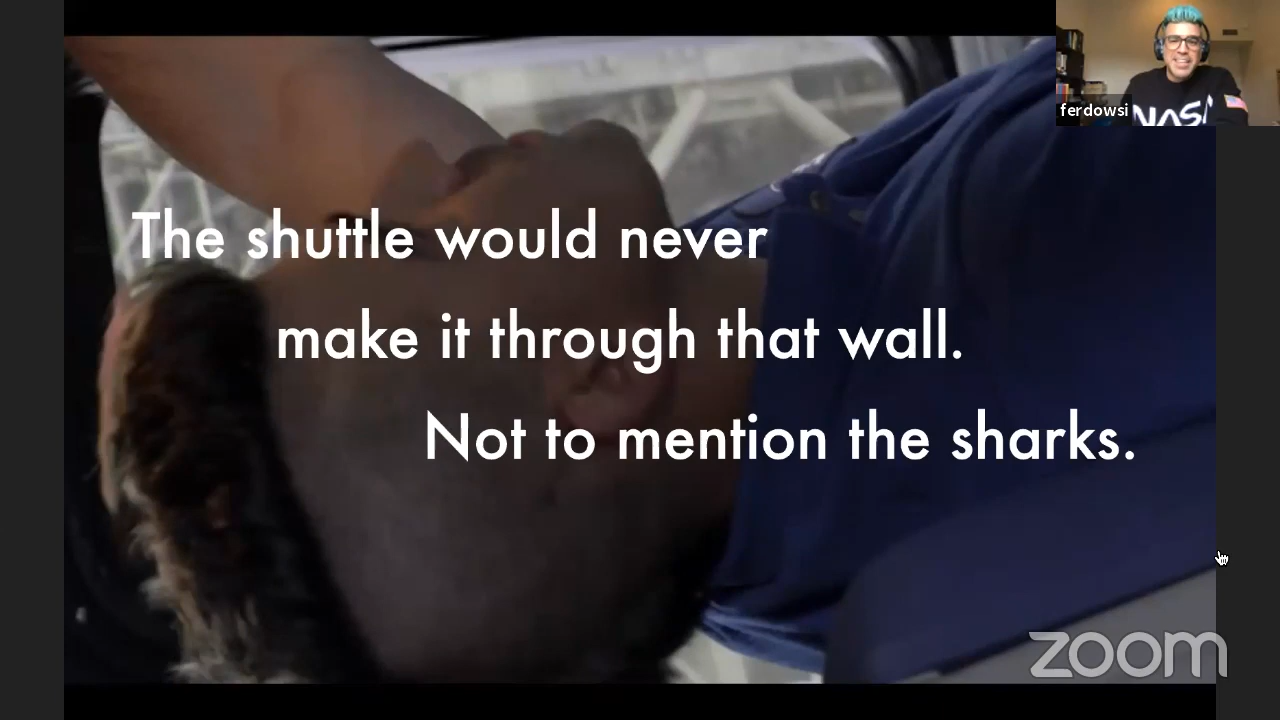 ferdowsi
NASA
The shuttle would never
make it through that wall.
Not to mention the sharks.
zoom